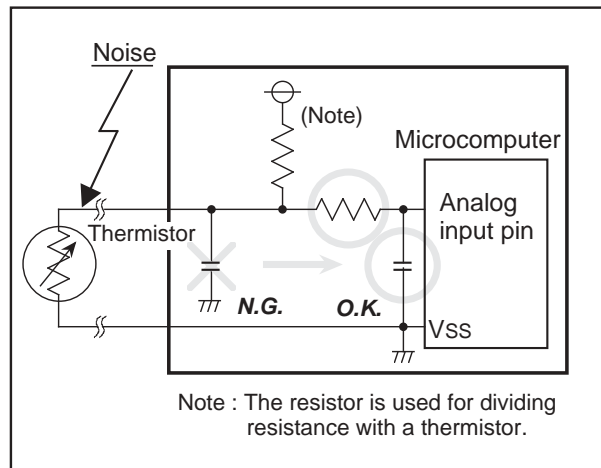 Noise
(Note)
Microcomputer
Analog
input pin
Thermistor
N.G.
O.K.
VSS
Note : The resistor is used for dividing
resistance with a thermistor.